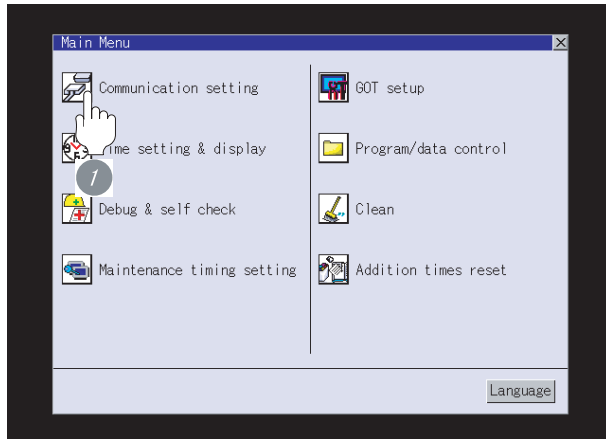 Main Menu
Communication setting
Time setting & display
Debug & self check
Maintenance timing setting
GOT setup
Program/data control
Clean
Addition times reset
Language
1